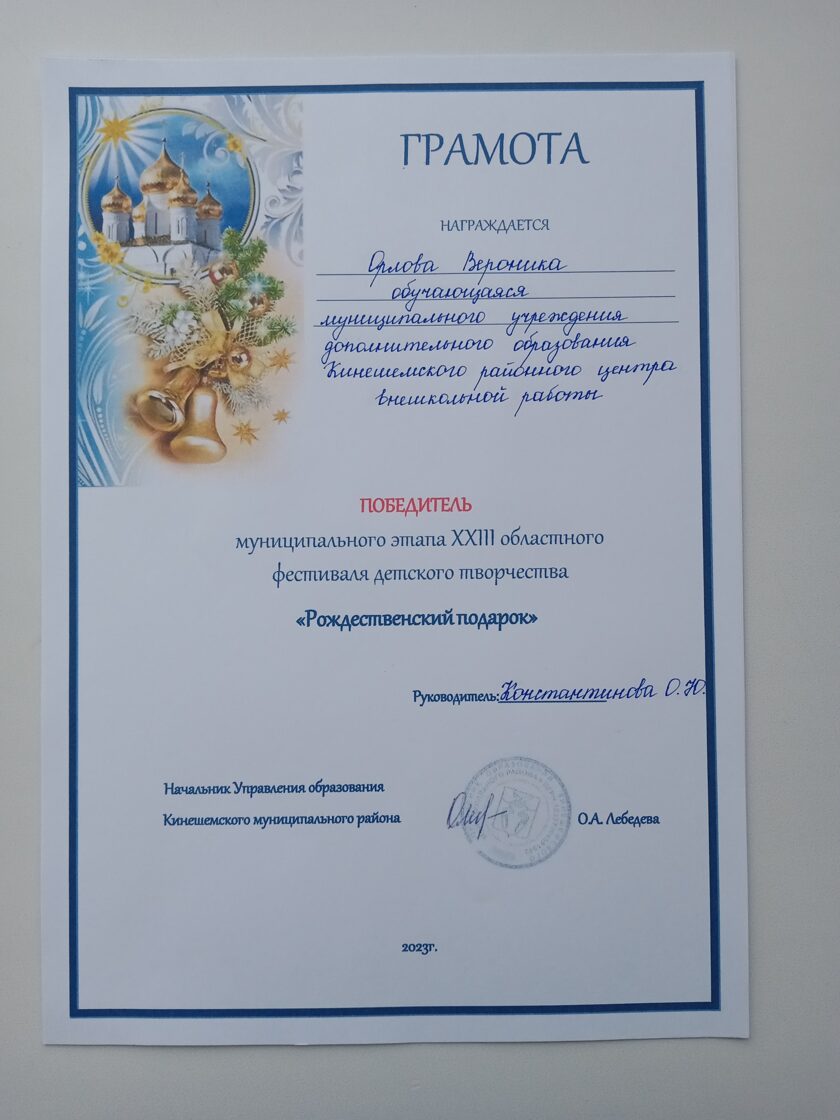 ГРАМОТА
НАГРАЖДАЕТСЯ
Орлова Вероника
обучающаяся
муниципального учреждения
дополнительного образования
Кинешемского районного центра
внешкольной работы
ПОБЕДИТЕЛЬ
муниципального этапа XXIII областного
фестиваля детского творчества
«Рождественский подарок»
Руководитель: Константинова О.Ю.
Начальник Управления образования
Кинешемского муниципального района О.А. Лебедева
2023г.